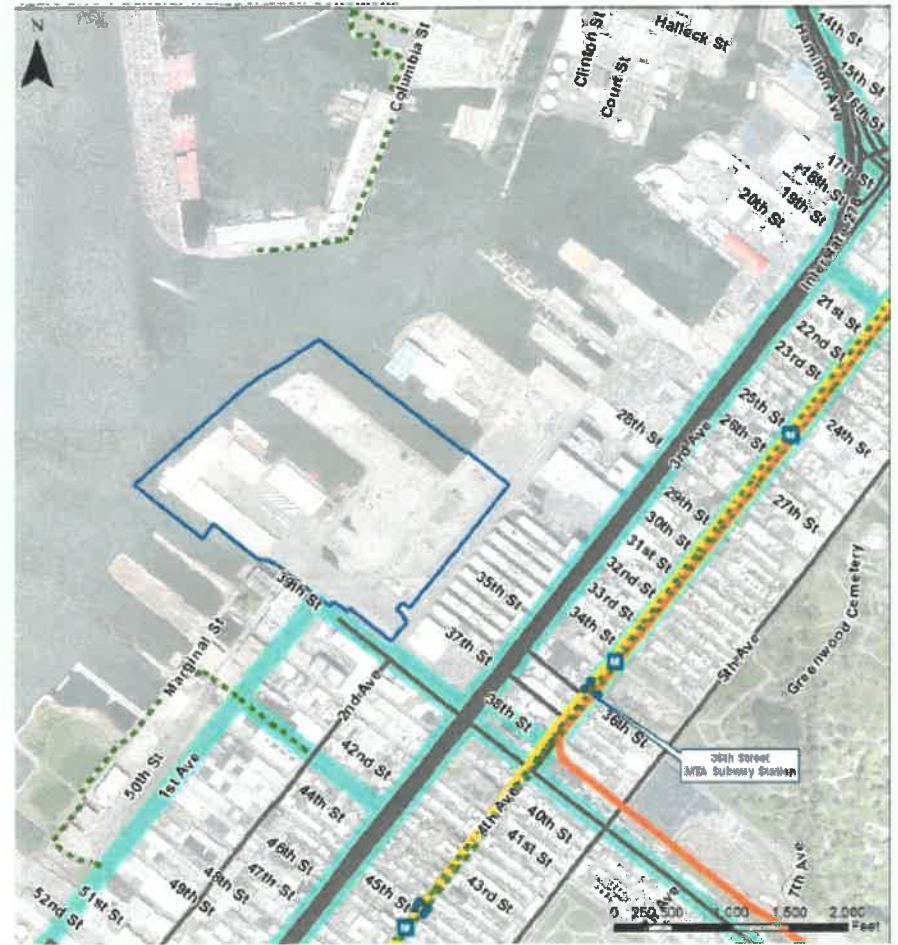 N
Columbia St
Clinton St
Court St
Halleck St
Hamilton Ave
14th St
15th St
16th St
17th St
18th St
19th St
20th St
Interstate 278
21st St
22nd St
23rd St
24th St
25th St
26th St
27th St
28th St
3rd Ave
29th St
30th St
31st St
32nd St
33rd St
34th St
35th St
5th Ave
Greenwood Cemetery
37th St
39th St
Marginal St
2nd Ave
38th St
36th St
36th Street
MTA Subway Station
42nd St
50th St
1st Ave
44th St
4th Ave
40th St
41st St
46th St
47th St
48th St
49th St
45th St
43rd St
51st St
52nd St
7th Ave
0 250 500 1,000 1,500 2,000
Feet
M
M
M